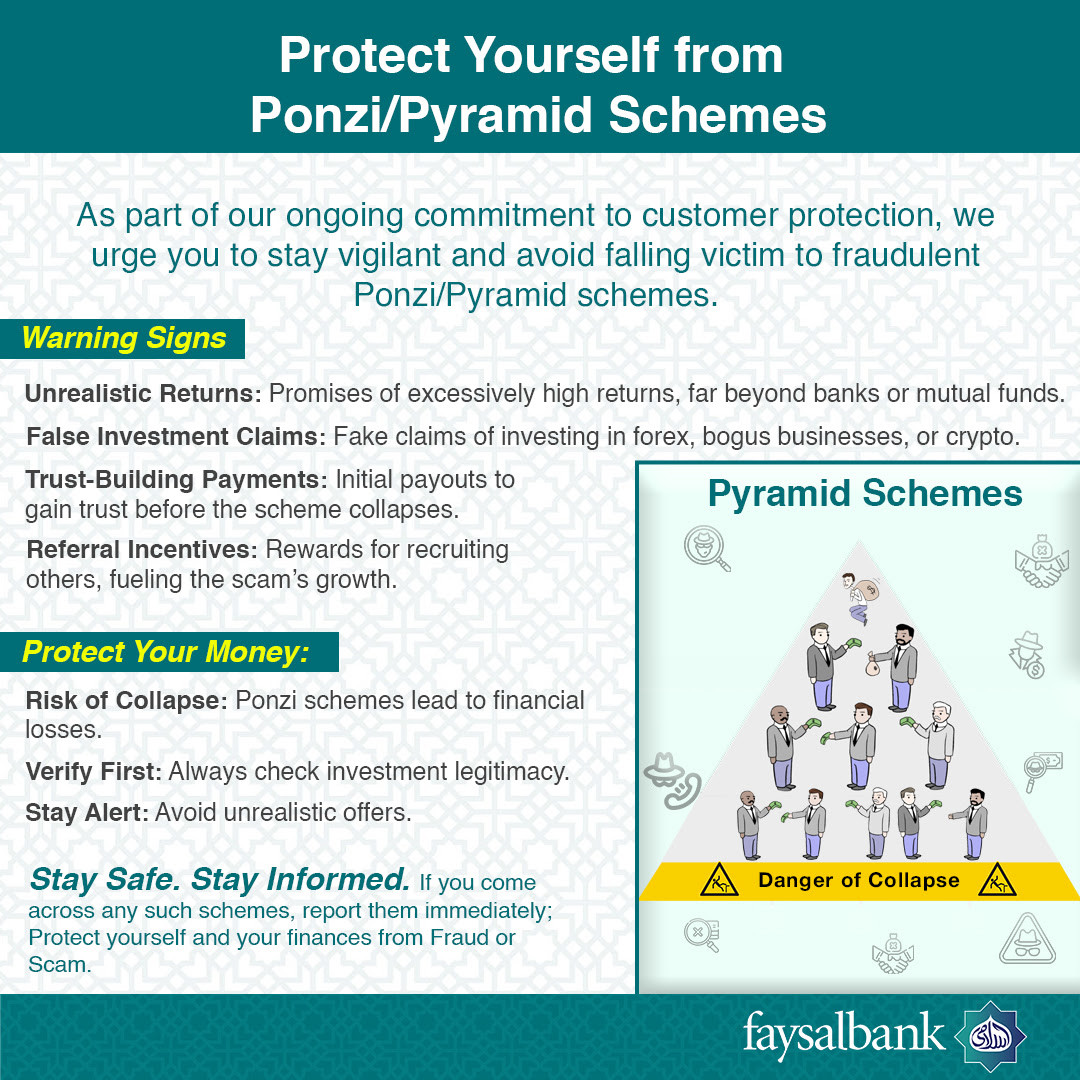 Protect Yourself from
Ponzi/Pyramid Schemes
As part of our ongoing commitment to customer protection, we
urge you to stay vigilant and avoid falling victim to fraudulent
Ponzi/Pyramid schemes.
Warning Signs
Unrealistic Returns: Promises of excessively high returns, far beyond banks or mutual funds.
False Investment Claims: Fake claims of investing in forex, bogus businesses, or crypto.
Trust-Building Payments: Initial payouts to
gain trust before the scheme collapses.
Referral Incentives: Rewards for recruiting
others, fueling the scam's growth.
Protect Your Money:
Risk of Collapse: Ponzi schemes lead to financial
losses.
Verify First: Always check investment legitimacy.
Stay Alert: Avoid unrealistic offers.
Stay Safe. Stay Informed. If you come
across any such schemes, report them immediately;
Protect yourself and your finances from Fraud or
Scam.
Pyramid Schemes
Danger of Collapse
faysalbank
اسلامی